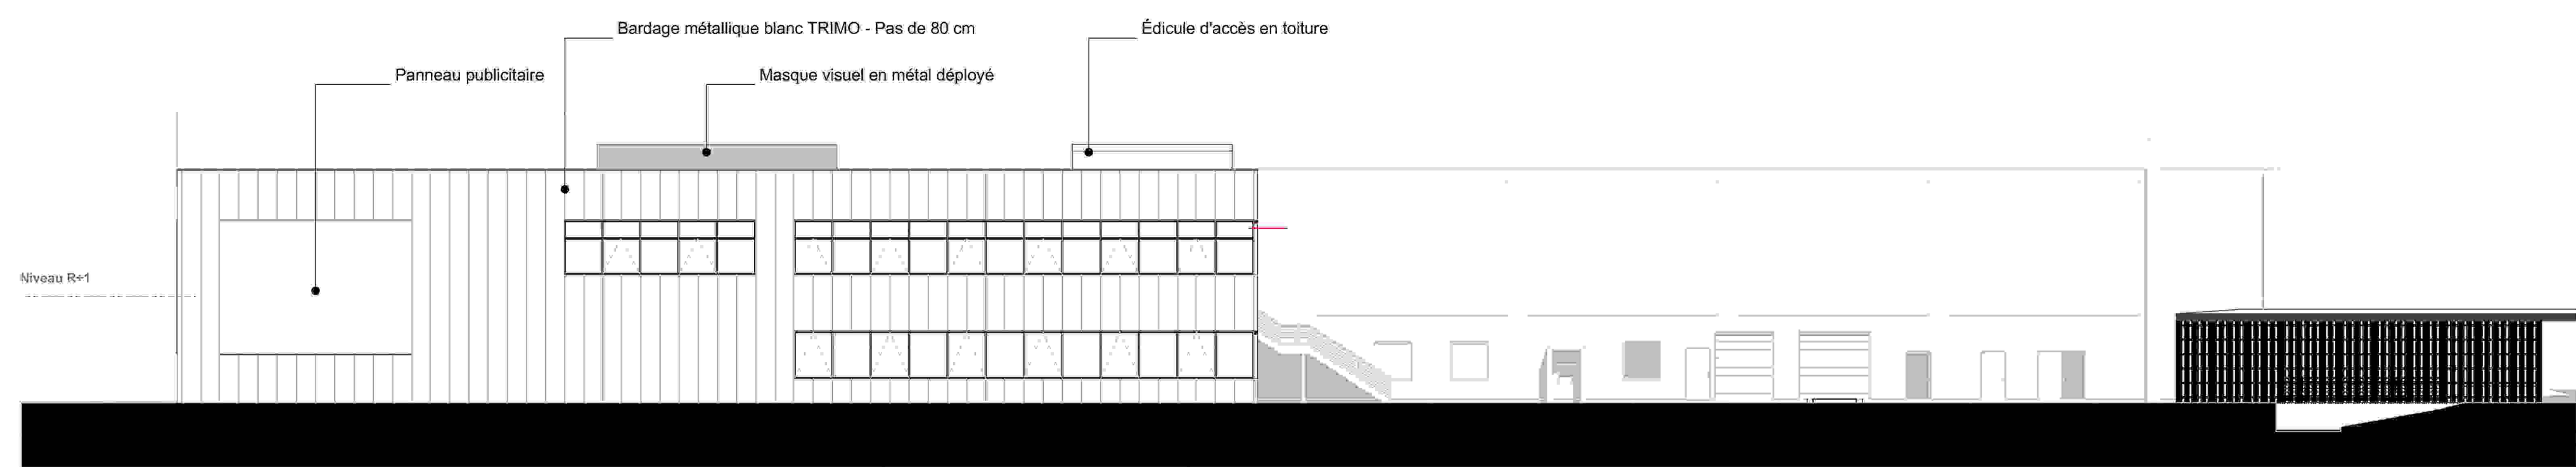 Bardage métallique blanc TRIMO - Pas de 80 cm
Édicule d'accès en toiture
Panneau publicitaire
Masque visuel en métal déployé
Niveau R+1